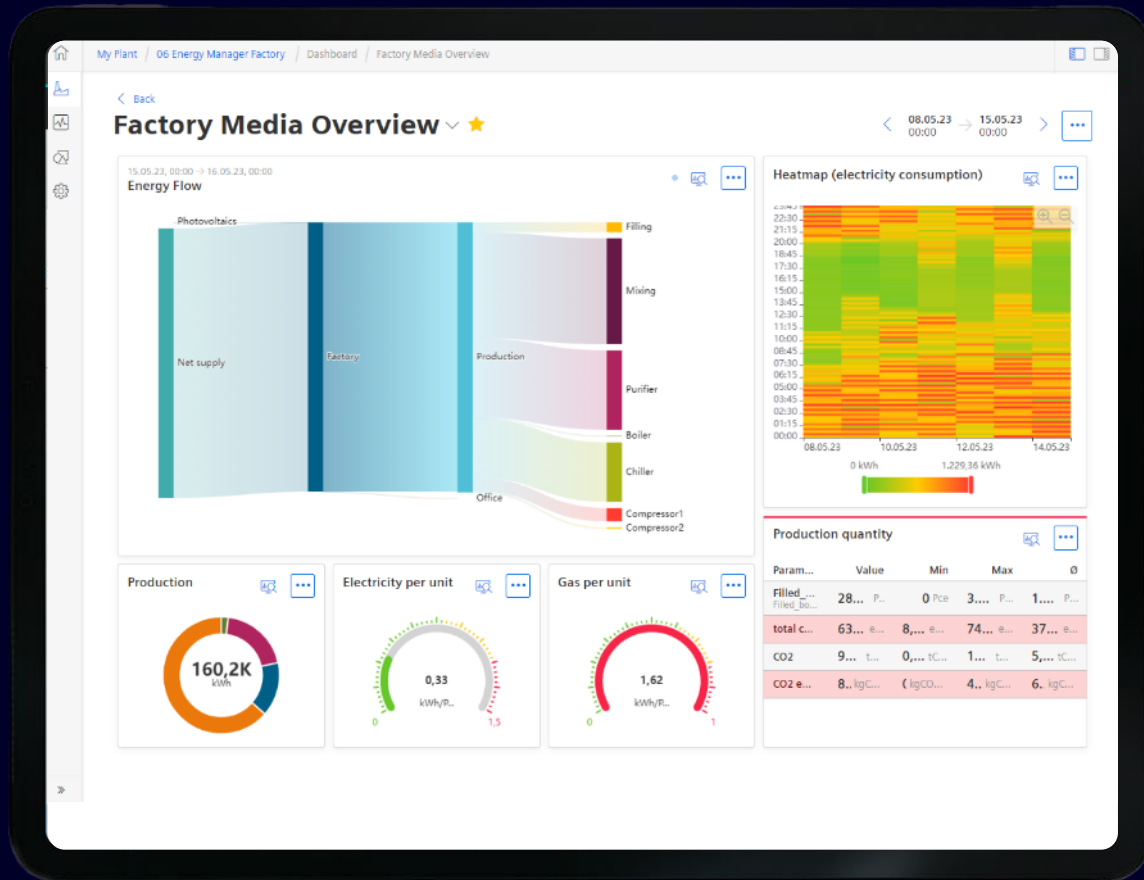 My Plant / 06 Energy Manager Factory / Dashboard / Factory Media Overview
Back
Factory Media Overview
08.05.23 → 15.05.23
00:00 00:00
15.05.23, 00:00 → 16.05.23, 00:00
Energy Flow
Photovoltaics
Net supply
Factory
Production
Office
Filling
Mixing
Purifier
Boiler
Chiller
Compressor1
Compressor2
Heatmap (electricity consumption)
22:30
21:15
20:00
18:45
17:30
16:15
15:00
13:45
12:30
11:15
10:00
08:45
07:30
06:15
05:00
03:45
02:30
01:15
00:00
08.05.23 10.05.23 12.05.23 14.05.23
0 kWh 1.229,36 kWh
Production
160,2K
kWh
Electricity per unit
0,33
kWh/P...
0 1,5
Gas per unit
1,62
kWh/P...
0 1
Production quantity
Param... Value Min Max Ø
Filled_... 28... P... 0 Pce 3.... P... 1.... P...
Filled_bo...
total c... 63... e... 8,... e... 74... e... 37... e...
CO2 9... t... 0,... tC... 1... t... 5,... tC...
CO2 e... 8.. kgC... ( kgCO... 4.. kgC... 6. kgC...